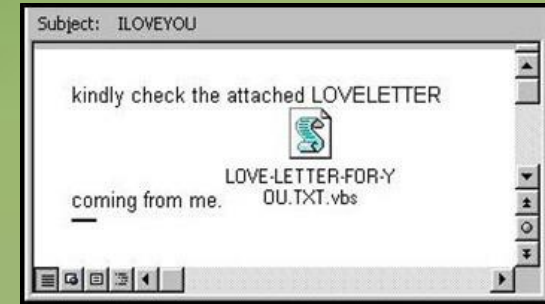 Subject: ILOVEYOU
kindly check the attached LOVELETTER
LOVE-LETTER-FOR-Y
OU.TXT.vbs
coming from me.